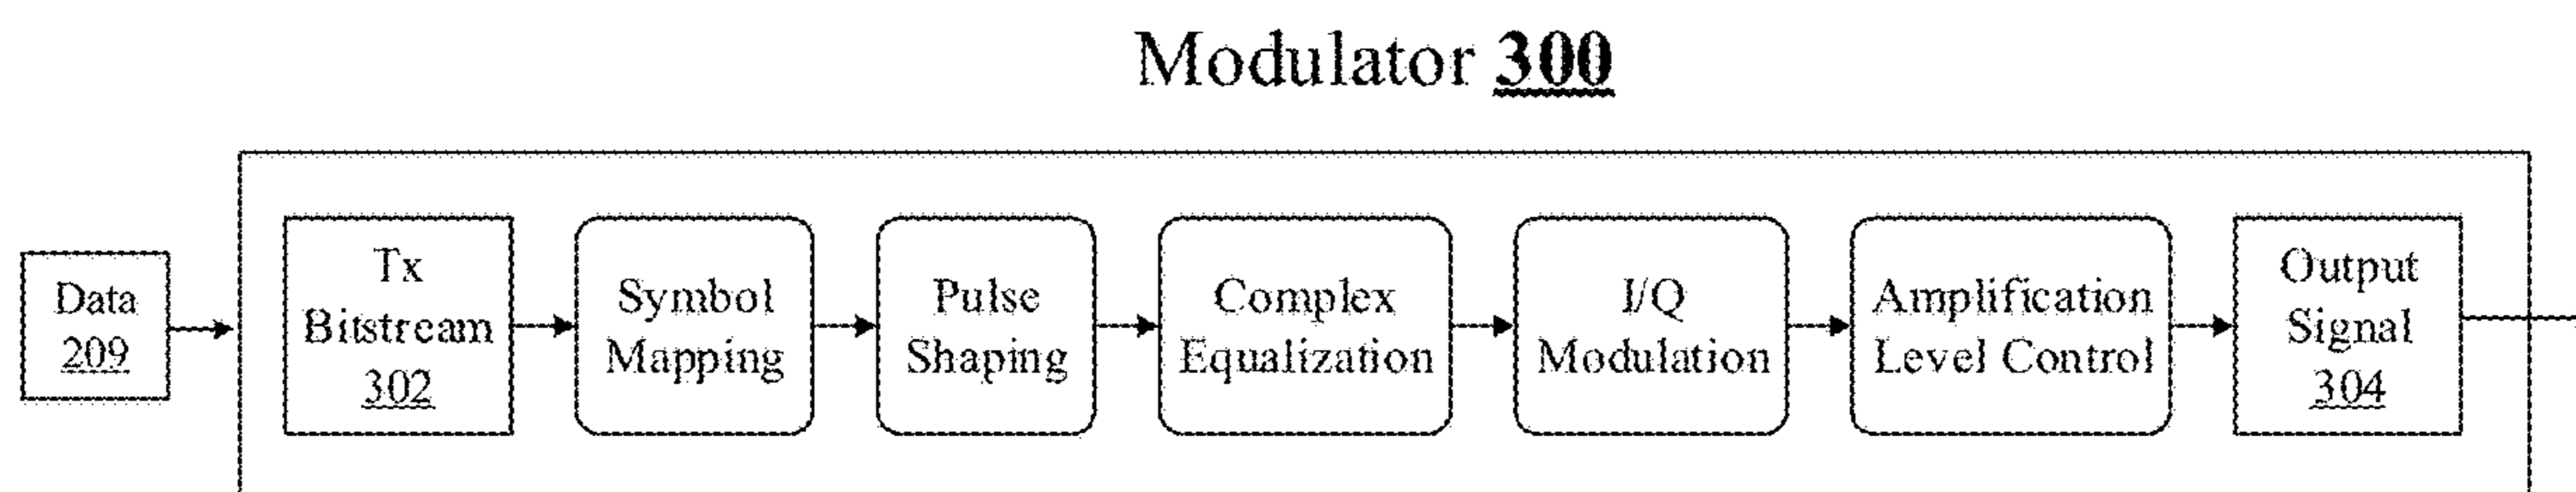 Modulator 300
Data
209
Tx
Bitstream
302
Symbol
Mapping
Pulse
Shaping
Complex
Equalization
I/Q
Modulation
Amplification
Level Control
Output
Signal
304